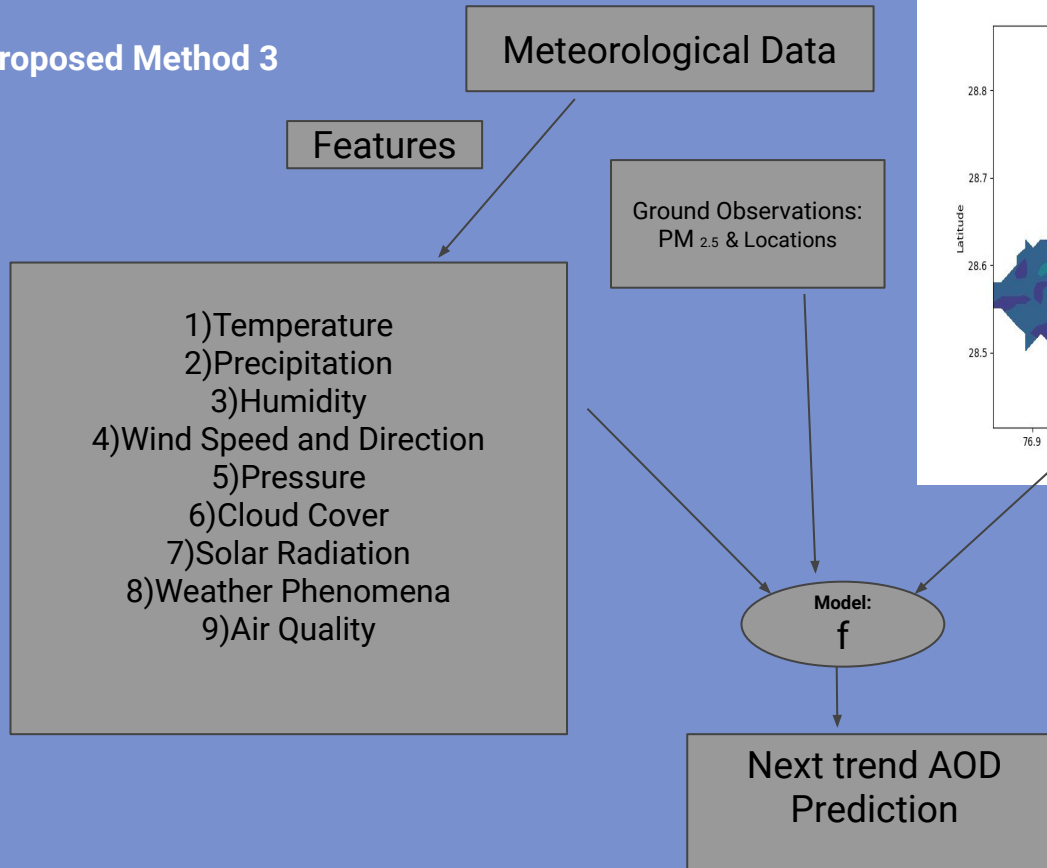 roposed Method 3
Meteorological Data
Features
Ground Observations:
PM 2.5 & Locations
1)Temperature
2)Precipitation
3)Humidity
4)Wind Speed and Direction
5)Pressure
6)Cloud Cover
7)Solar Radiation
8)Weather Phenomena
9)Air Quality
28.8
28.7
Latitude
28.6
28.5
76.9
Model:
f
Next trend AOD
Prediction